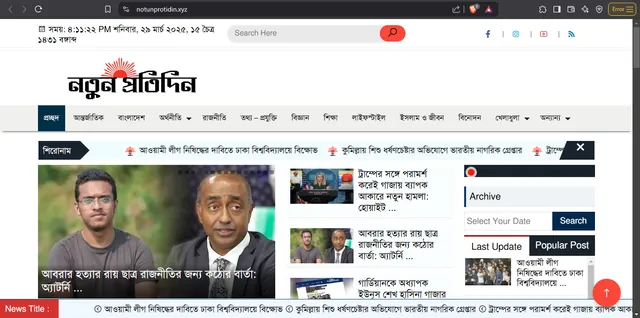 notunprotidin.xyz
Error
সময়: 4:11:22 PM শনিবার, ২৯ মার্চ ২০২৫, ১৫ চৈত্র
১৪৩১ বঙ্গাব্দ
Search Here
নতুন প্রতিদিন
প্রচ্ছদ আন্তর্জাতিক বাংলাদেশ অর্থনীতি রাজনীতি তথ্য – প্রযুক্তি বিজ্ঞান শিক্ষা লাইফস্টাইল ইসলাম ও জীবন বিনোদন খেলাধুলা অন্যান্য
শিরোনাম আওয়ামী লীগ নিষিদ্ধের দাবিতে ঢাকা বিশ্ববিদ্যালয়ে বিক্ষোভ কুমিল্লায় শিশু ধর্ষণচেষ্টার অভিযোগে ভারতীয় নাগরিক গ্রেপ্তার ট্রাম্পের
আবরার হত্যার রায় ছাত্র রাজনীতির জন্য কঠোর বার্তা:
অ্যাটর্নি ...
ট্রাম্পের সঙ্গে পরামর্শ
করেই গাজায় ব্যাপক
আকারে নতুন হামলা:
হোয়াইট ...
আবরার হত্যার রায় ছাত্র
রাজনীতির জন্য কঠোর
বার্তা: অ্যাটর্নি ...
গার্ডিয়ানকে অধ্যাপক
ইউনূস শেখ হাসিনা গাজার
Archive
Select Your Date Search
Last Update Popular Post
আওয়ামী লীগ
নিষিদ্ধের দাবিতে ঢাকা
বিশ্ববিদ্যালয়ে ...
News Title : আওয়ামী লীগ নিষিদ্ধের দাবিতে ঢাকা বিশ্ববিদ্যালয়ে বিক্ষোভ কুমিল্লায় শিশু ধর্ষণচেষ্টার অভিযোগে ভারতীয় নাগরিক গ্রেপ্তার ট্রাম্পের সঙ্গে পরামর্শ করেই গাজায় ব্যাপক আকা